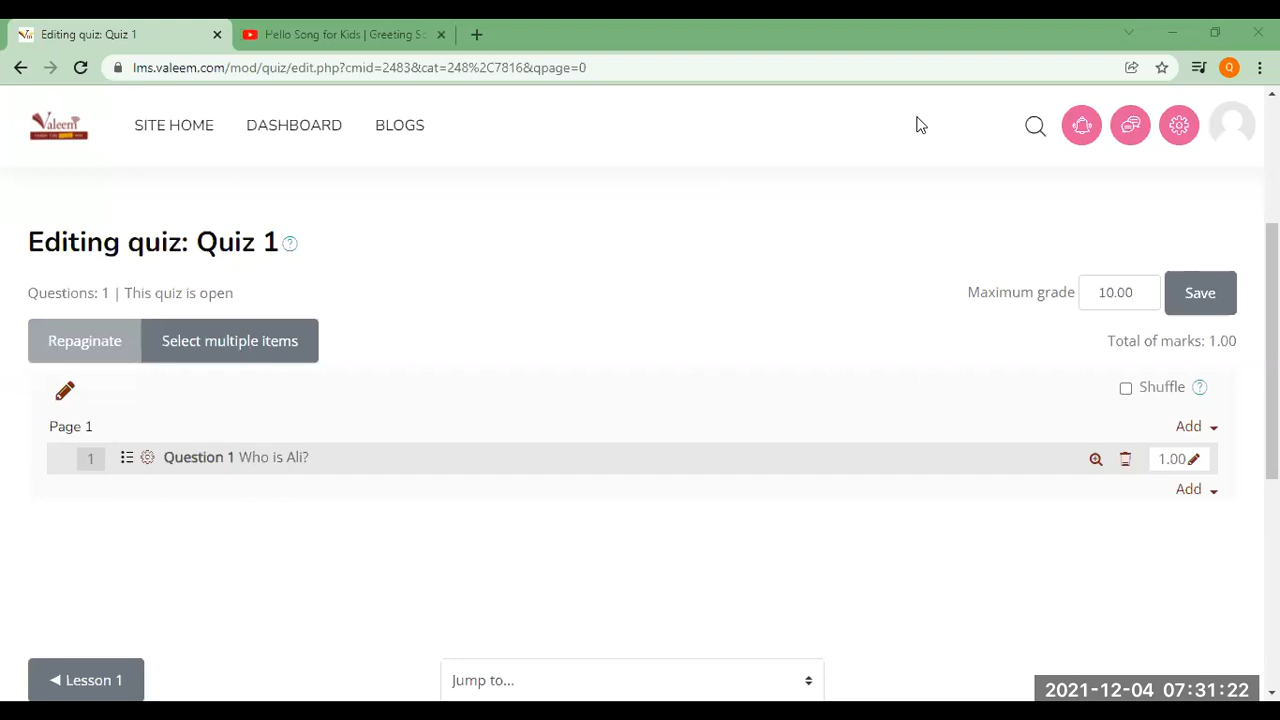 Editing quiz: Quiz 1
Hello Song for Kids | Greeting So
lms.valeem.com/mod/quiz/edit.php?cmid=2483&cat=248%2C7816&qpage=0
Q
Valeem
SITE HOME
DASHBOARD
BLOGS
Editing quiz: Quiz 1
Questions: 1 | This quiz is open
Maximum grade 10.00 Save
Repaginate Select multiple items
Total of marks: 1.00
Shuffle
Page 1
Add
1 Question 1 Who is Ali? 1.00
Add
◄ Lesson 1
Jump to...
2021-12-04 07:31:22